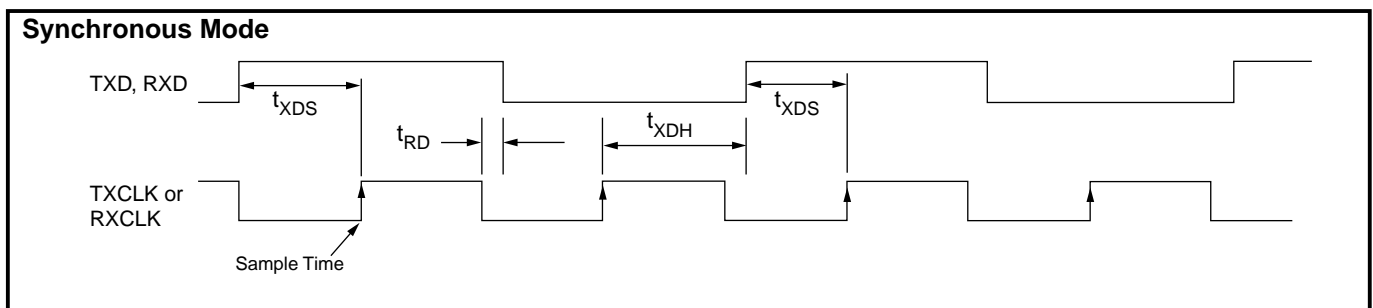 Synchronous Mode
TXD, RXD
tXDS
tXDS
tRD
tXDH
TXCLK or
RXCLK
Sample Time